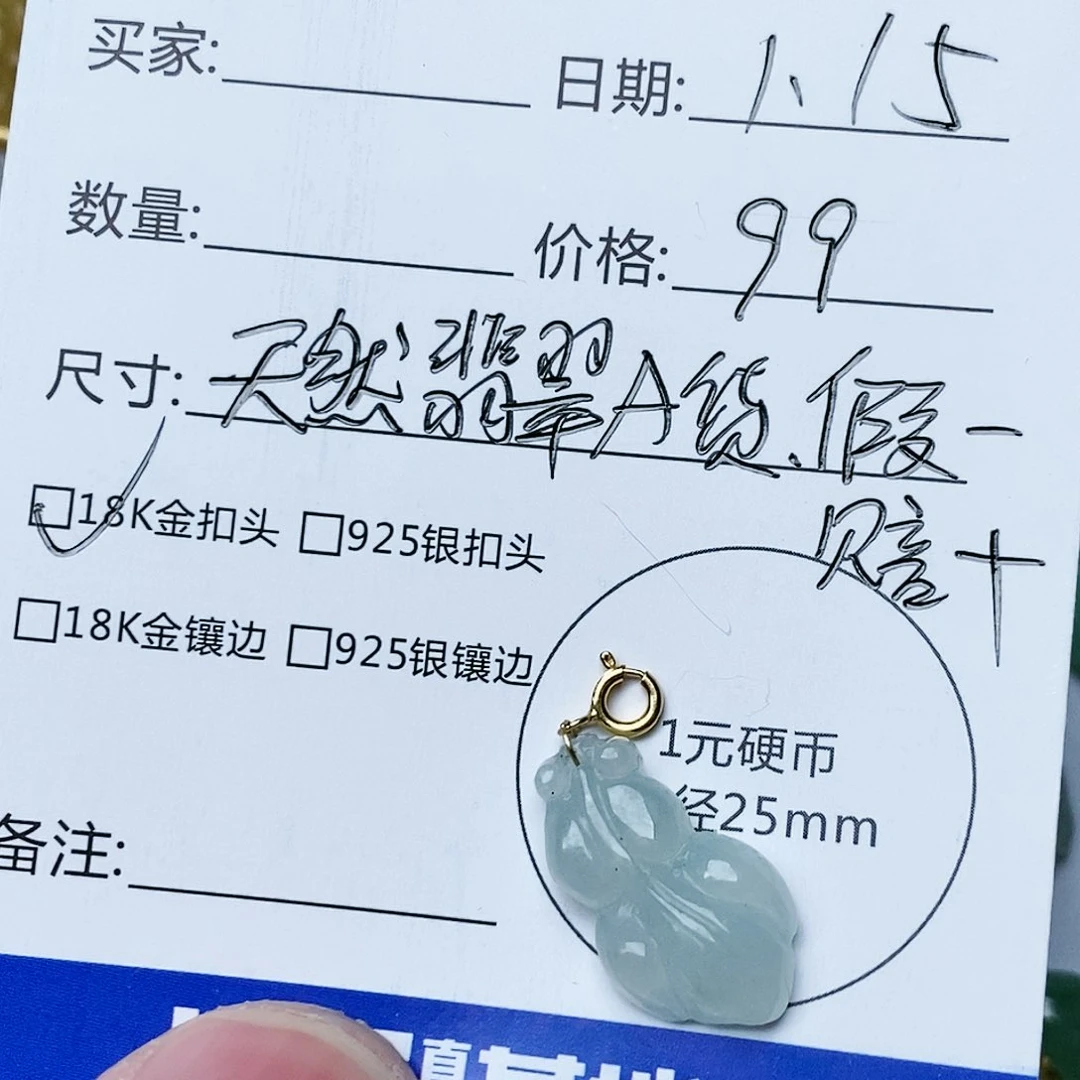 买家: 日期: 1、15
数量: 价格: 99
尺寸: 天然翡翠A货、假一
赔十
□18K金扣头 □925银扣头
□18K金镶边 □925银镶边
1元硬币
径25mm
备注:
直